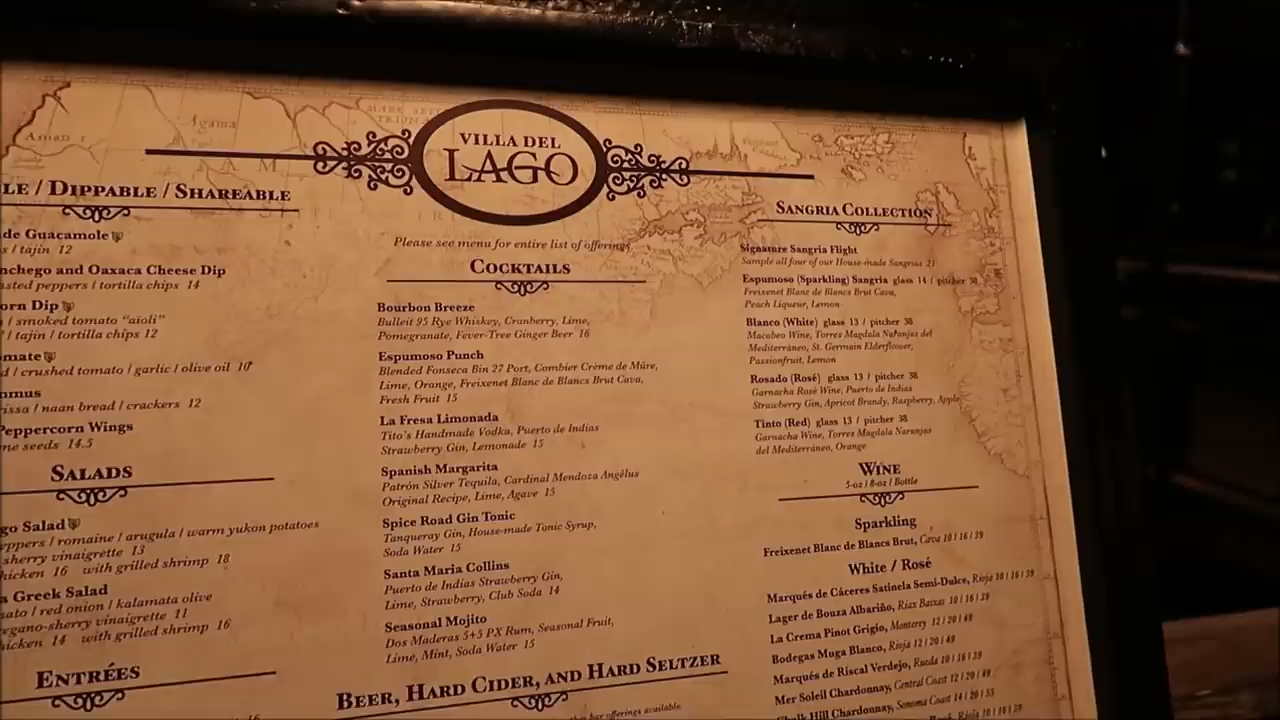 VILLA DEL
LAGO
LE / DIPPABLE / SHAREABLE
de Guacamole
s / tajin 12
nchego and Oaxaca Cheese Dip
asted peppers / tortilla chips 14
orn Dip
/ smoked tomato "aioli"
/ tajin / tortilla chips 12
omate
d / crushed tomato / garlic / olive oil 10
mmus
issa / naan bread / crackers 12
Peppercorn Wings
me seeds 14.5
SALADS
go Salad
eppers / romaine / arugula / warm yukon potatoes
sherry vinaigrette 13
hicken 16 with grilled shrimp 18
a Greek Salad
ato / red onion / kalamata olive
egano-sherry vinaigrette 11
hicken 14 with grilled shrimp 16
ENTRÉES
16
Please see menu for entire list of offerings.
COCKTAILS
Bourbon Breeze
Bulleit 95 Rye Whiskey, Cranberry, Lime,
Pomegranate, Fever-Tree Ginger Beer 16
Espumoso Punch
Blended Fonseca Bin 27 Port, Combier Crème de Mûre,
Lime, Orange, Freixenet Blanc de Blancs Brut Cava,
Fresh Fruit 15
La Fresa Limonada
Tito's Handmade Vodka, Puerto de Indias
Strawberry Gin, Lemonade 15
Spanish Margarita
Patrón Silver Tequila, Cardinal Mendoza Angêlus
Original Recipe, Lime, Agave 15
Spice Road Gin Tonic
Tanqueray Gin, House-made Tonic Syrup,
Soda Water 15
Santa Maria Collins
Puerto de Indias Strawberry Gin,
Lime, Strawberry, Club Soda 14
Seasonal Mojito
Dos Maderas 5+5 PX Rum, Seasonal Fruit,
Lime, Mint, Soda Water 15
BEER, HARD CIDER, AND HARD SELTZER
bar offerings available.
SANGRIA COLLECTION
Signature Sangria Flight
Sample all four of our House-made Sangrias 21
Espumoso (Sparkling) Sangria glass 14 / pitcher 38
Freixenet Blanc de Blancs Brut Cava,
Peach Liqueur, Lemon
Blanco (White) glass 13 / pitcher 38
Macabeo Wine, Torres Magdala Naranjas del
Mediterráneo, St. Germain Elderflower,
Passionfruit, Lemon
Rosado (Rosé) glass 13 / pitcher 38
Garnacha Rosé Wine, Puerto de Indias
Strawberry Gin, Apricot Brandy, Raspberry, Apple
Tinto (Red) glass 13 / pitcher 38
Garnacha Wine, Torres Magdala Naranjas
del Mediterráneo, Orange
WINE
5-oz / 8-oz / Bottle
Sparkling
Freixenet Blanc de Blancs Brut, Cava 10 | 16 | 39
White / Rosé
Marqués de Cáceres Satinela Semi-Dulce, Rioja 10 | 16 | 39
Lager de Bouza Albariño, Riax Baixas 10 | 16 | 39
La Crema Pinot Grigio, Monterey 12 | 20 | 49
Bodegas Muga Blanco, Rioja 12 | 20 | 49
Marqués de Riscal Verdejo, Rueda 10 | 16 | 39
Mer Soleil Chardonnay, Central Coast 12 | 20 | 49
Chalk Hill Chardonnay, Sonoma Coast 14 | 20 | 55
Rioja 10 | 16 | 39